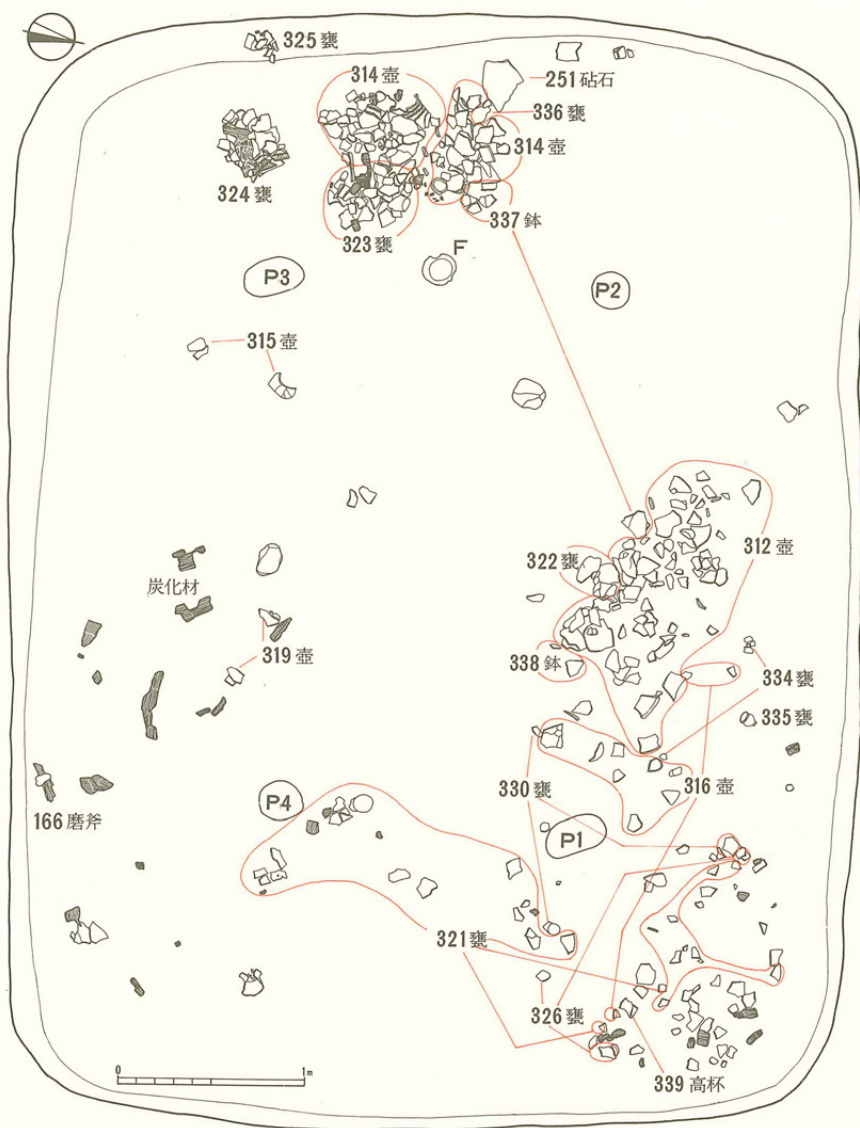 325 甕
314 壺
251 砧石
336 甕
314 壺
324 甕
337 鉢
323 甕
F
P3
P2
315 壺
312 壺
322 甕
炭化材
319 壺
338 鉢
334 甕
335 甕
330 甕
316 壺
P4
166 磨斧
P1
321 甕
326 甕
339 高杯
0
1m